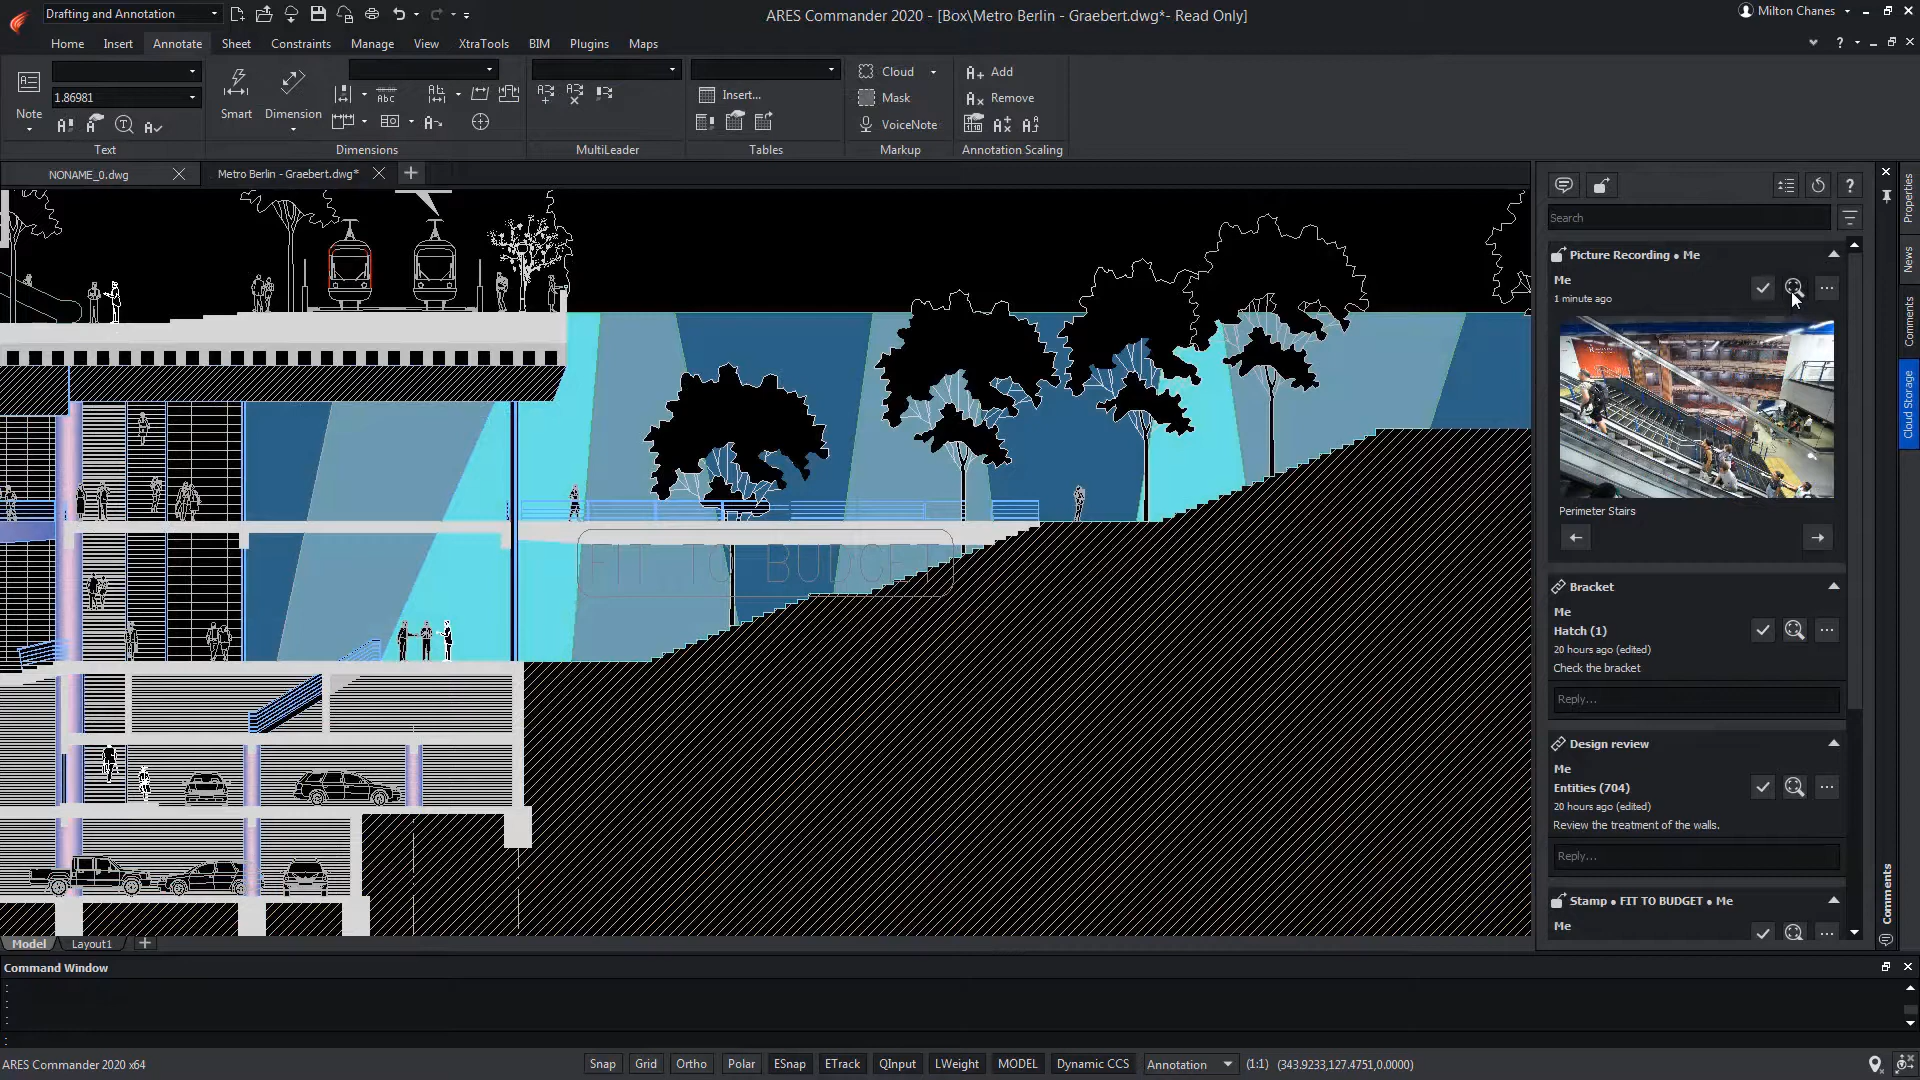 Drafting and Annotation
ARES Commander 2020 - [Box\Metro Berlin - Graebert.dwg*- Read Only]
Milton Chanes
Home Insert Annotate Sheet Constraints Manage View XtraTools BIM Plugins Maps
Note
1.86981
Text
Smart
Dimension
Dimensions
MultiLeader
Insert...
Tables
Cloud
Mask
VoiceNote
Markup
Add
Remove
Annotation Scaling
NONAME_0.dwg
Metro Berlin - Graebert.dwg*
FIT TO BUDGET
Search
Picture Recording • Me
Me
1 minute ago
Perimeter Stairs
Bracket
Me
Hatch (1)
20 hours ago (edited)
Check the bracket
Reply...
Design review
Me
Entities (704)
20 hours ago (edited)
Review the treatment of the walls.
Reply...
Stamp • FIT TO BUDGET • Me
Me
Properties
News
Comments
Cloud Storage
Comments
Model Layout1
Command Window
:
:
:
:
ARES Commander 2020 x64
Snap Grid Ortho Polar ESnap ETrack QInput LWeight MODEL Dynamic CCS Annotation (1:1) (343.9233,127.4751,0.0000)